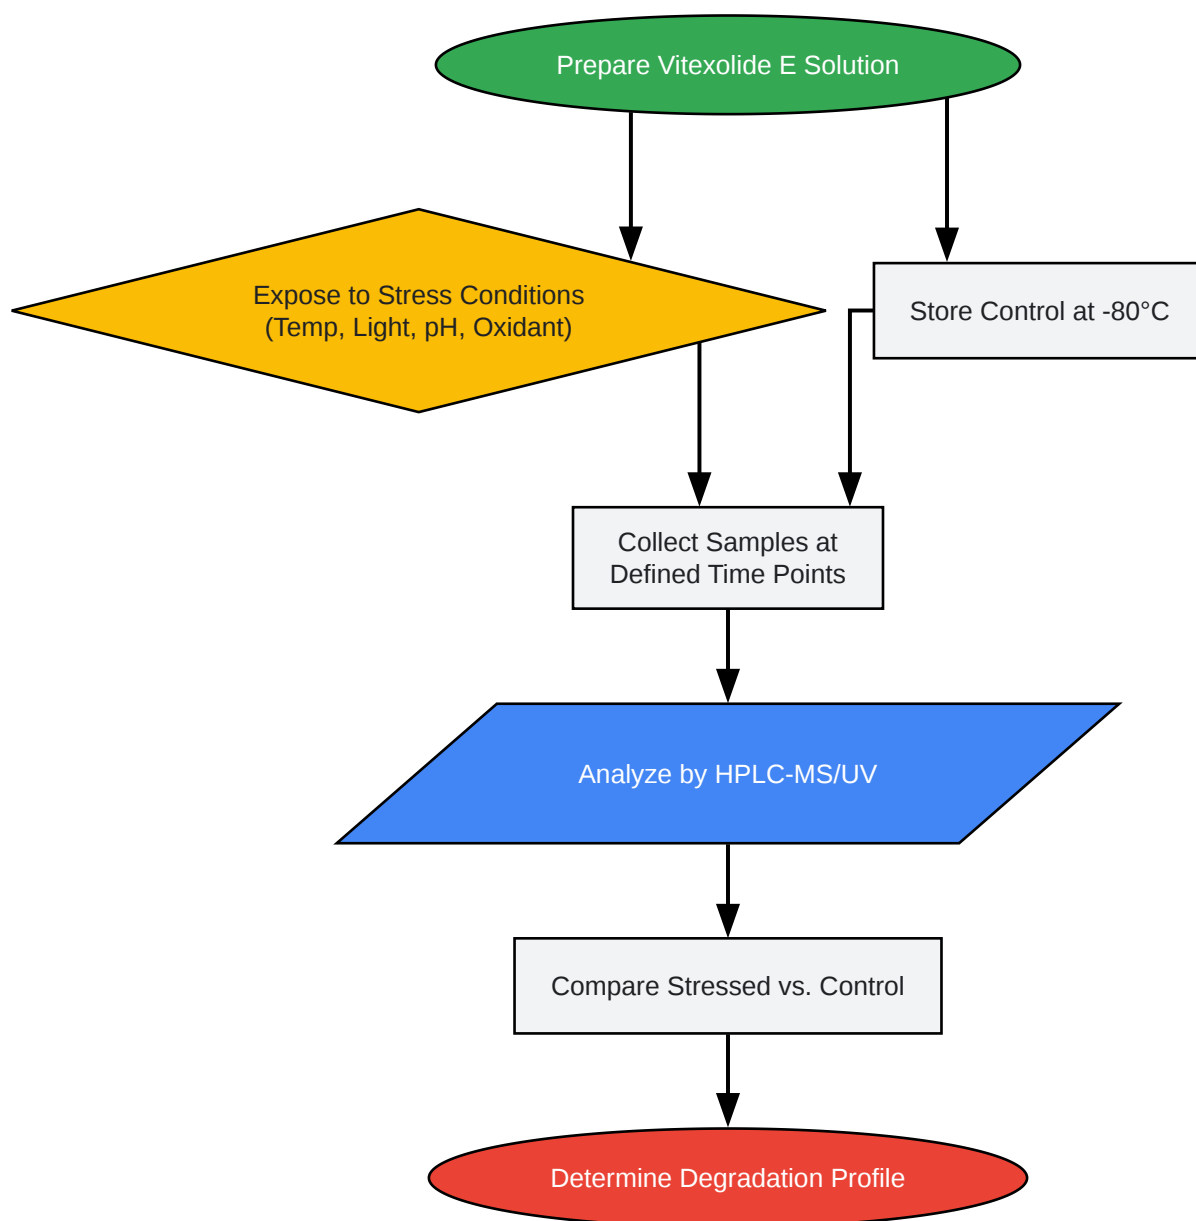 Prepare Vitexolide E Solution
Expose to Stress Conditions
(Temp, Light, pH, Oxidant)
Store Control at -80°C
Collect Samples at
Defined Time Points
Analyze by HPLC-MS/UV
Compare Stressed vs. Control
Determine Degradation Profile